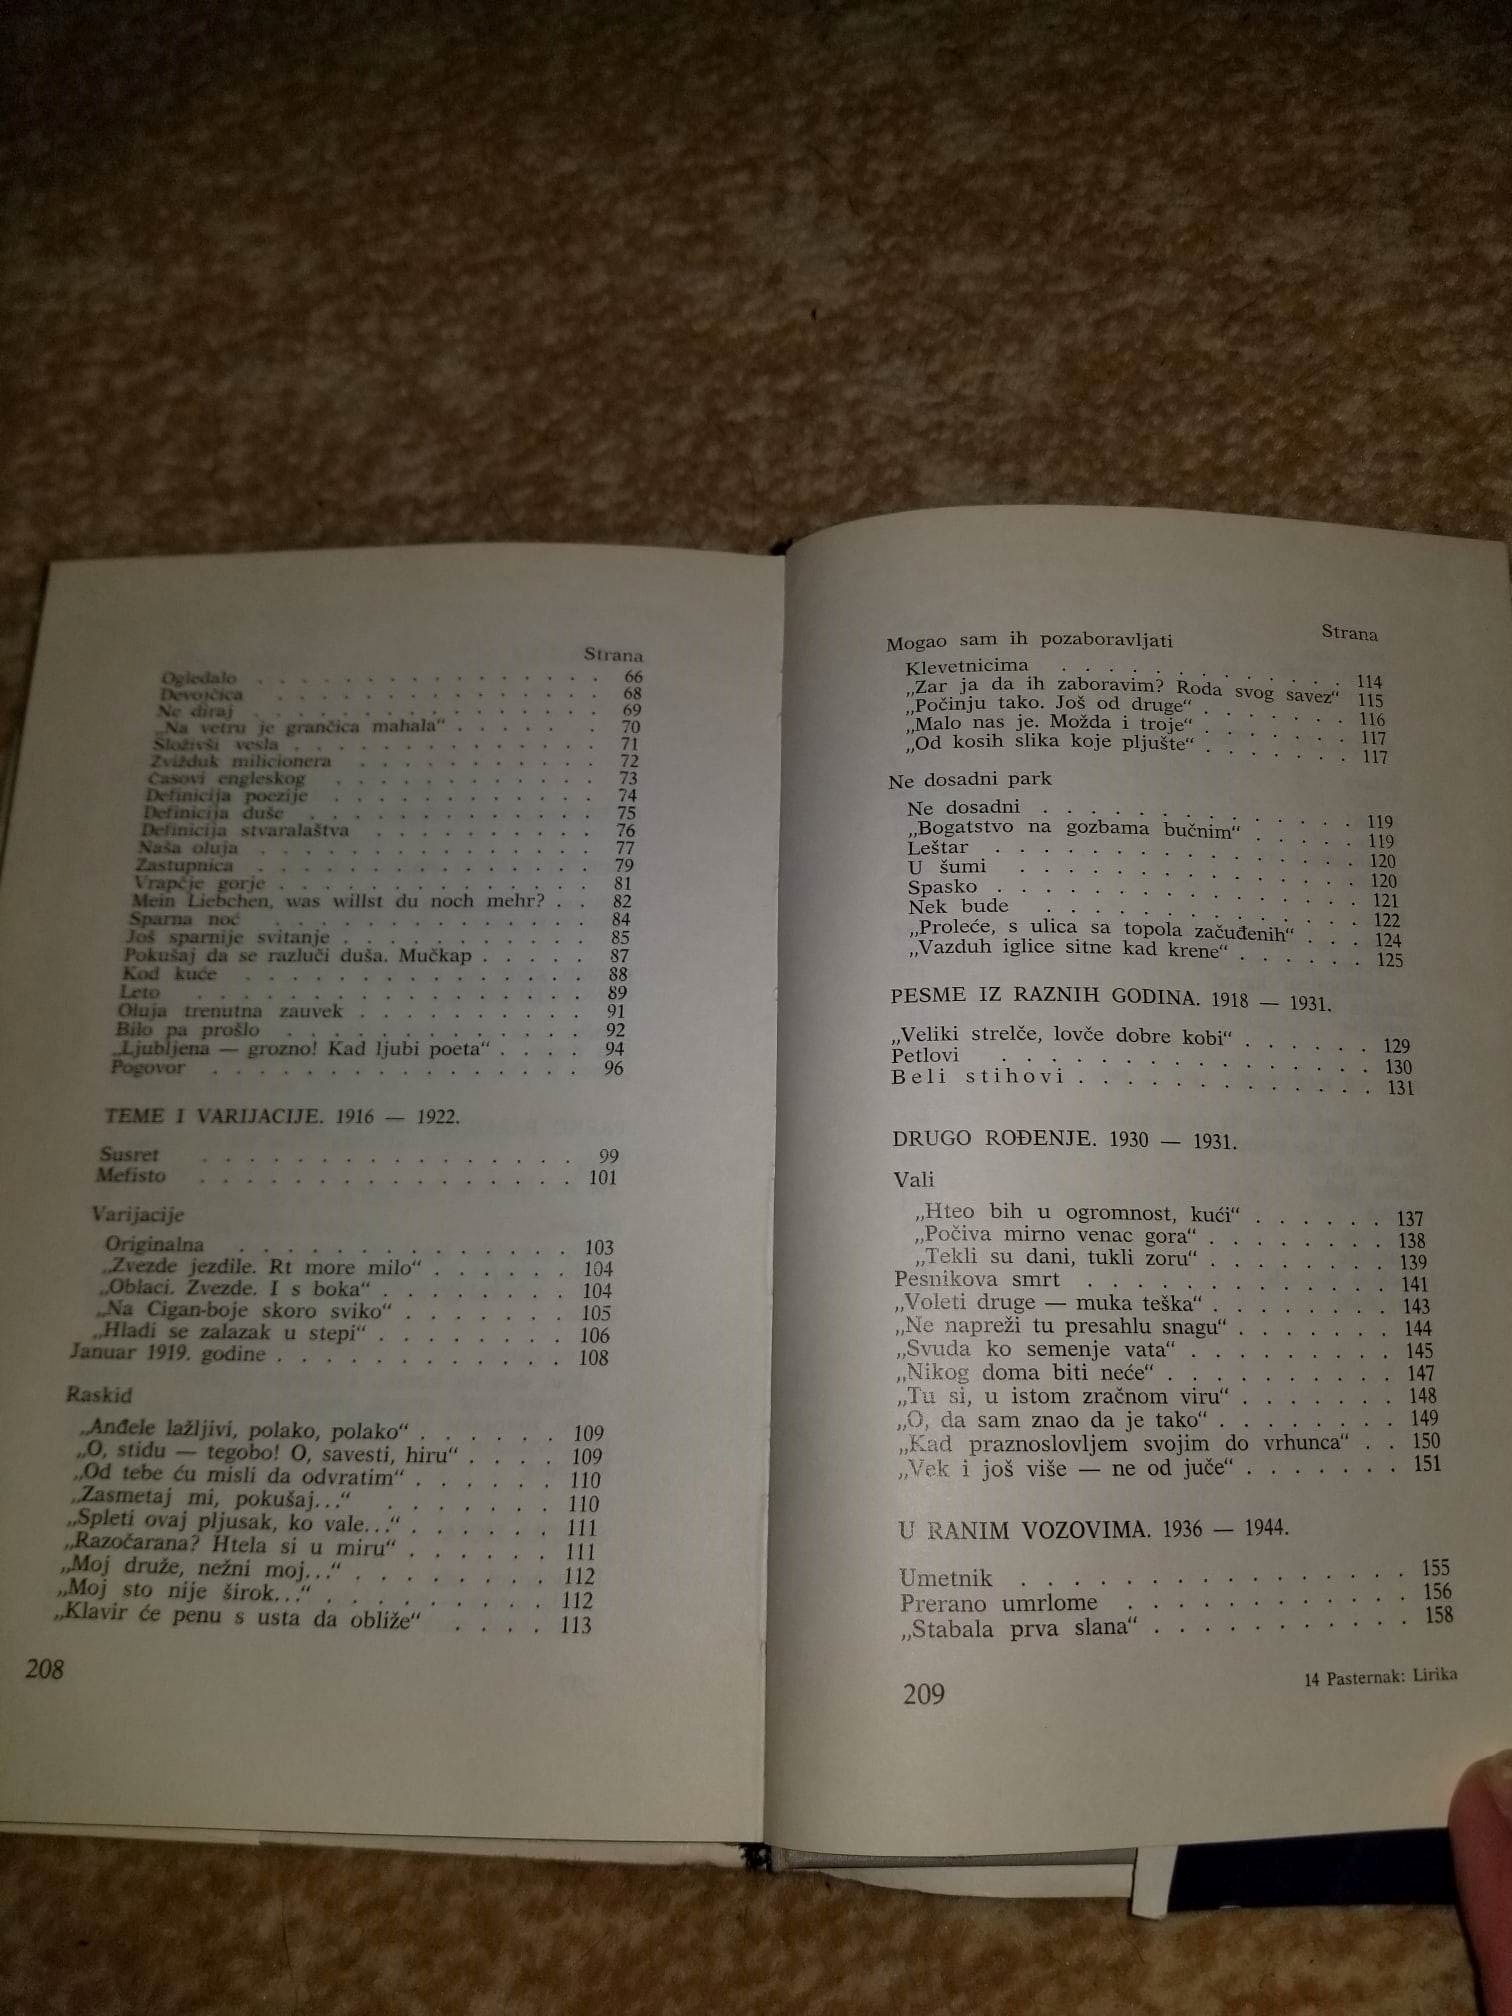 Strana
Ogledalo . . . . . . . . . . . . . . . . 66
Devojčica . . . . . . . . . . . . . . . 68
Ne diraj . . . . . . . . . . . . . . . . 69
„Na vetru je grančica mahala“ . . . . . . 70
Složivši vesla . . . . . . . . . . . . . . 71
Zvižduk milicionera . . . . . . . . . . . 72
Časovi engleskog . . . . . . . . . . . . 73
Definicija poezije . . . . . . . . . . . . 74
Definicija duše . . . . . . . . . . . . . 75
Definicija stvaralaštva . . . . . . . . . . 76
Naša oluja . . . . . . . . . . . . . . . 77
Zastupnica . . . . . . . . . . . . . . . 79
Vrapčje gorje . . . . . . . . . . . . . . 81
Mein Liebchen, was willst du noch mehr? . . 82
Sparna noć . . . . . . . . . . . . . . . 84
Još sparnije svitanje . . . . . . . . . . . 85
Pokušaj da se razluči duša. Mučkap . . . . . 87
Kod kuće . . . . . . . . . . . . . . . . 88
Leto . . . . . . . . . . . . . . . . . . 89
Oluja trenutna zauvek . . . . . . . . . . 91
Bilo pa prošlo . . . . . . . . . . . . . 92
„Ljubljena — grozno! Kad ljubi poeta“ . . . . 94
Pogovor . . . . . . . . . . . . . . . . 96
TEME I VARIJACIJE. 1916 — 1922.
Susret . . . . . . . . . . . . . . . . . 99
Mefisto . . . . . . . . . . . . . . . . 101
Varijacije
Originalna . . . . . . . . . . . . . . . 103
„Zvezde jezdile. Rt more milo“ . . . . . . 104
„Oblaci. Zvezde. I s boka“ . . . . . . . . 104
„Na Cigan-boje skoro sviko“ . . . . . . . 105
„Hladi se zalazak u stepi“ . . . . . . . . 106
Januar 1919. godine . . . . . . . . . . . . 108
Raskid
„Anđele lažljivi, polako, polako“ . . . . . . 109
„O, stidu — tegobo! O, savesti, hiru“ . . . . 109
„Od tebe ću misli da odvratim“ . . . . . . 110
„Zasmetaj mi, pokušaj...“ . . . . . . . 110
„Spleti ovaj pljusak, ko vale...“ . . . . . . 111
„Razočarana? Htela si u miru“ . . . . . . 111
„Moj druže, nežni moj...“ . . . . . . . . 112
„Moj sto nije širok...“ . . . . . . . . . 112
„Klavir će penu s usta da obliže“ . . . . 113
208
Strana
Mogao sam ih pozaboravljati
Klevetnicima . . . . . . . . . . . . . 114
„Zar ja da ih zaboravim? Roda svog savez“ 115
„Počinju tako. Još od druge“ . . . . . . . 116
„Malo nas je. Možda i troje“ . . . . . . . 117
„Od kosih slika koje pljušte“ . . . . . . . 117
Ne dosadni park
Ne dosadni . . . . . . . . . . . . . . 119
„Bogatstvo na gozbama bučnim“ . . . . . 119
Leštar . . . . . . . . . . . . . . . . 120
U šumi . . . . . . . . . . . . . . . 120
Spasko . . . . . . . . . . . . . . . . 121
Nek bude . . . . . . . . . . . . . . 122
„Proleće, s ulica sa topola začuđenih“ . . . 124
„Vazduh iglice sitne kad krene“ . . . . . . 125
PESME IZ RAZNIH GODINA. 1918 — 1931.
„Veliki strelče, lovče dobre kobi“ . . . . . . 129
Petlovi . . . . . . . . . . . . . . . . 130
Beli stihovi . . . . . . . . . . . . . . 131
DRUGO ROĐENJE. 1930 — 1931.
Vali
„Hteo bih u ogromnost, kući“ . . . . . . 137
„Počiva mirno venac gora“ . . . . . . . . 138
„Tekli su dani, tukli zoru“ . . . . . . . . 139
Pesnikova smrt . . . . . . . . . . . . 141
„Voleti druge — muka teška“ . . . . . . . . 143
„Ne napreži tu presahlu snagu“ . . . . . . . 144
„Svuda ko semenje vata“ . . . . . . . . . 145
„Nikog doma biti neće“ . . . . . . . . . . 147
„Tu si, u istom zračnom viru“ . . . . . . . 148
„O, da sam znao da je tako“ . . . . . . . . 149
„Kad praznoslovljem svojim do vrhunca“ . . 150
„Vek i još više — ne od juče“ . . . . . . . 151
U RANIM VOZOVIMA. 1936 — 1944.
Umetnik . . . . . . . . . . . . . . . 155
Prerano umrlome . . . . . . . . . . . 156
„Stabala prva slana“ . . . . . . . . . . 158
209
14 Pasternak: Lirika